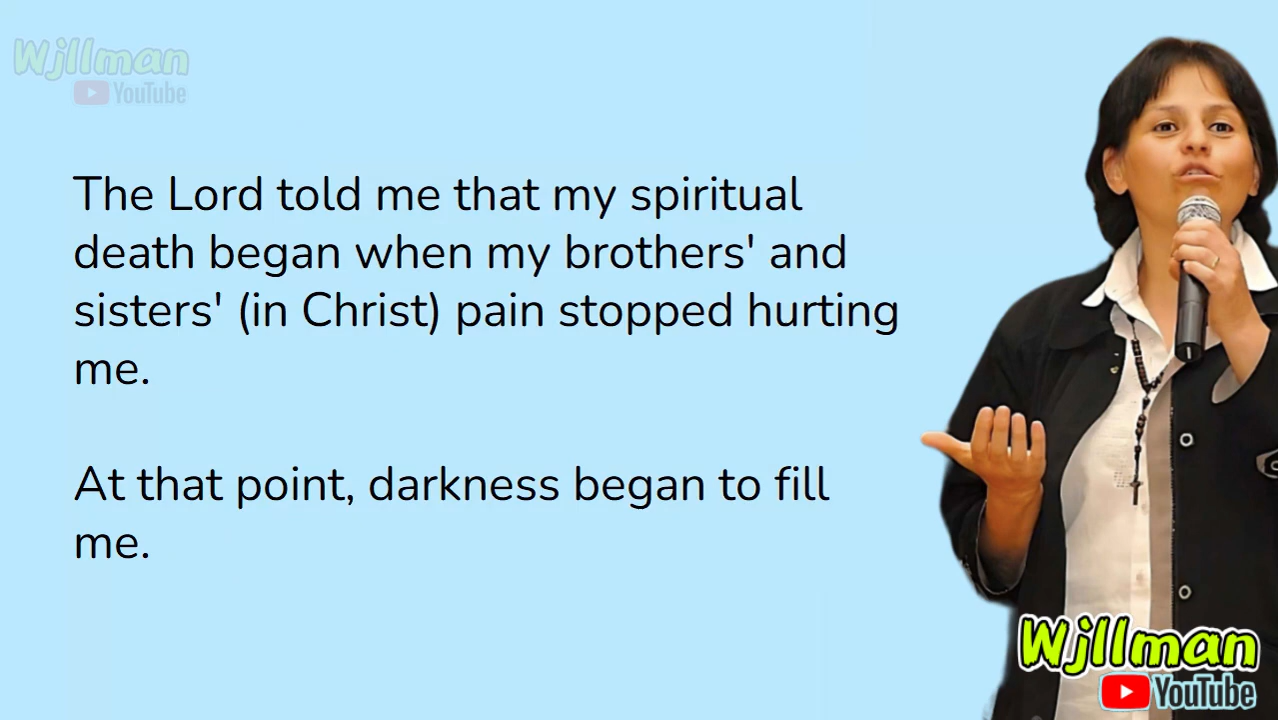 Wjllman
YouTube
The Lord told me that my spiritual
death began when my brothers' and
sisters' (in Christ) pain stopped hurting
me.
At that point, darkness began to fill
me.
Wjllman
YouTube